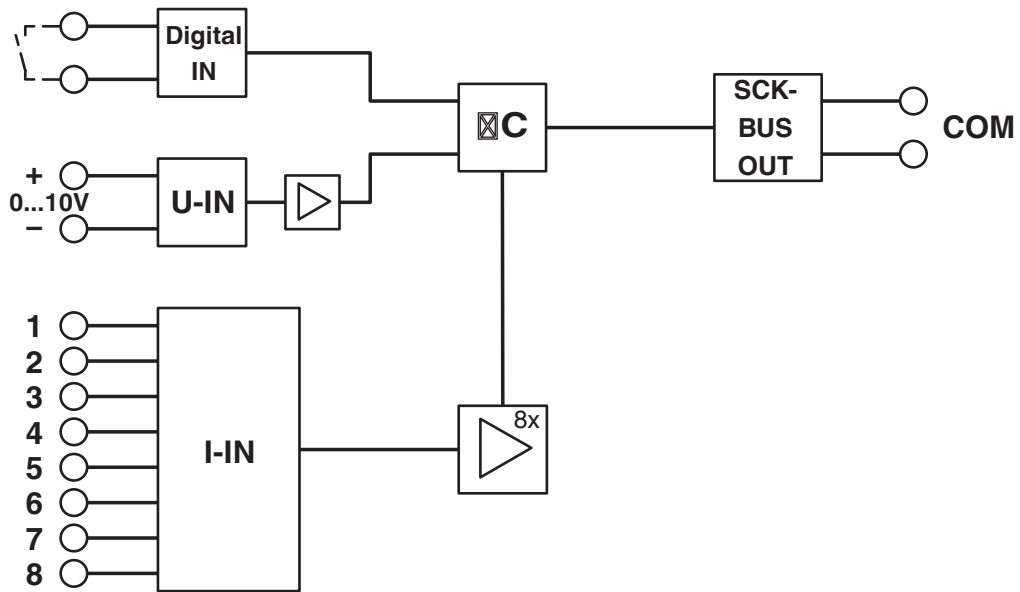 Digital
IN
C
SCK-
BUS
OUT
COM
+
0...10V
–
U-IN
1
2
3
4
5
6
7
8
I-IN
8x